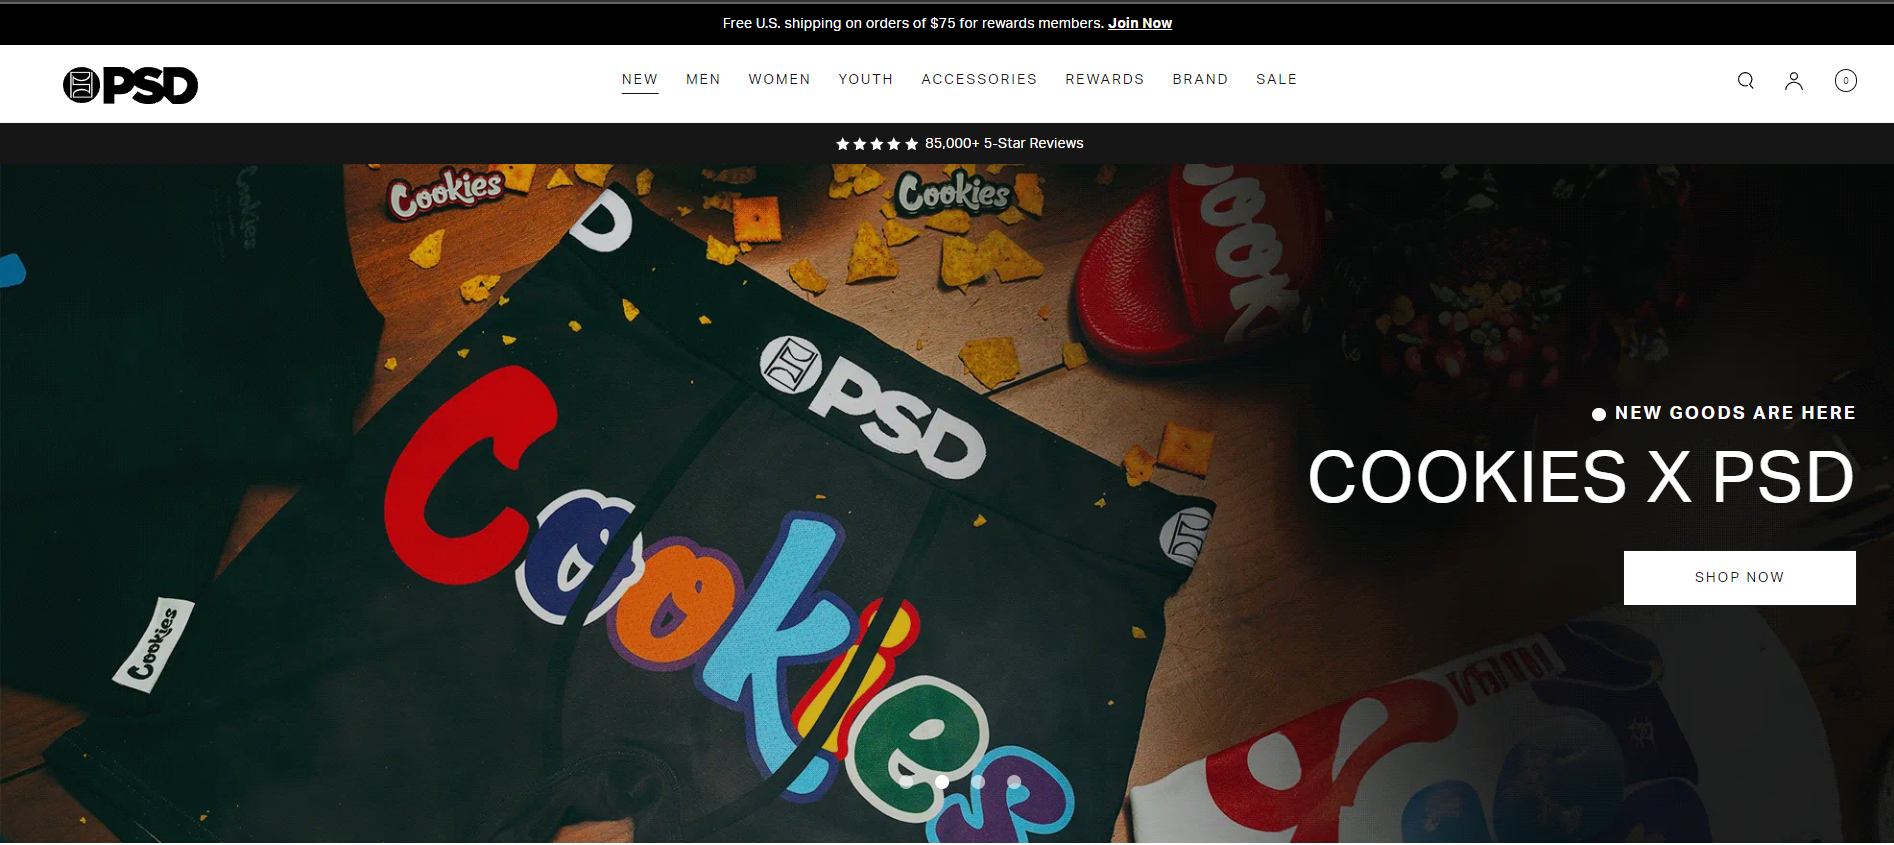 Free U.S. shipping on orders of $75 for rewards members. Join Now
PSD
NEW MEN WOMEN YOUTH ACCESSORIES REWARDS BRAND SALE
0
85,000+ 5-Star Reviews
Cookies
Cookies
Cookies
COOK
D
PSD
Cookies
Cookies
NEW GOODS ARE HERE
COOKIES X PSD
SHOP NOW